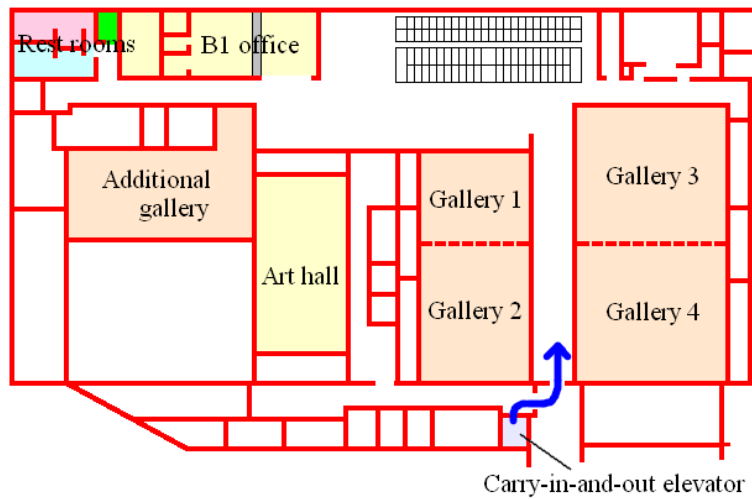 Rest rooms
B1 office
Additional
gallery
Art hall
Gallery 1
Gallery 2
Gallery 3
Gallery 4
Carry-in-and-out elevator